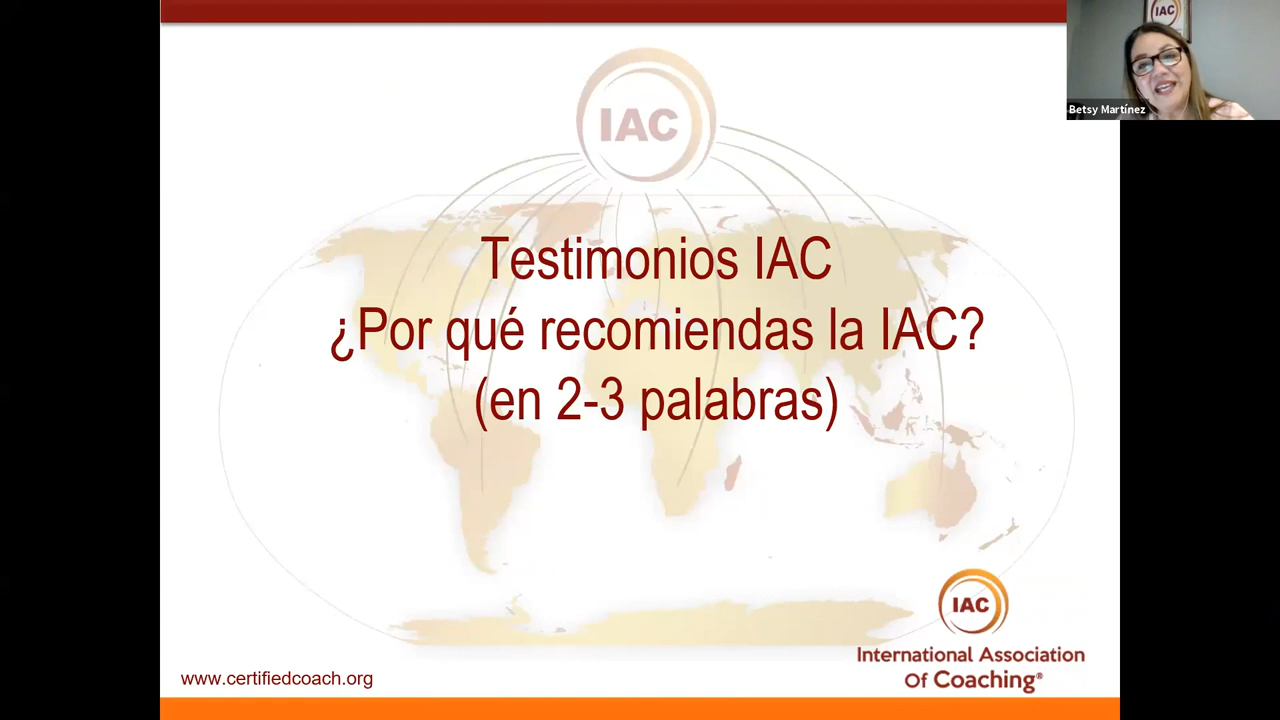 IAC
Betsy Martínez
IAC
Testimonios IAC
¿Por qué recomiendas la IAC?
(en 2-3 palabras)
IAC
International Association
Of Coaching®
www.certifiedcoach.org